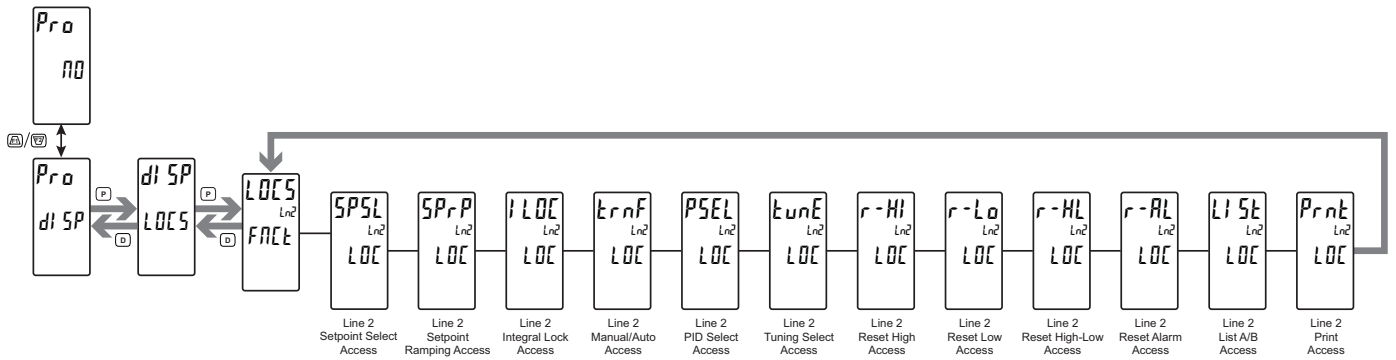 Pro
NO
Pro
dISP
P
D
dISP
LOCS
P
D
LOCS
Ln2
FNCt
SPSL
Ln2
LOC
Line 2
Setpoint Select
Access
SPrP
Ln2
LOC
Line 2
Setpoint
Ramping Access
ILOC
Ln2
LOC
Line 2
Integral Lock
Access
trnF
Ln2
LOC
Line 2
Manual/Auto
Access
PSEL
Ln2
LOC
Line 2
PID Select
Access
tunE
Ln2
LOC
Line 2
Tuning Select
Access
r-HI
Ln2
LOC
Line 2
Reset High
Access
r-Lo
Ln2
LOC
Line 2
Reset Low
Access
r-HL
Ln2
LOC
Line 2
Reset High-Low
Access
r-AL
Ln2
LOC
Line 2
Reset Alarm
Access
LISt
Ln2
LOC
Line 2
List A/B
Access
Prnt
Ln2
LOC
Line 2
Print
Access